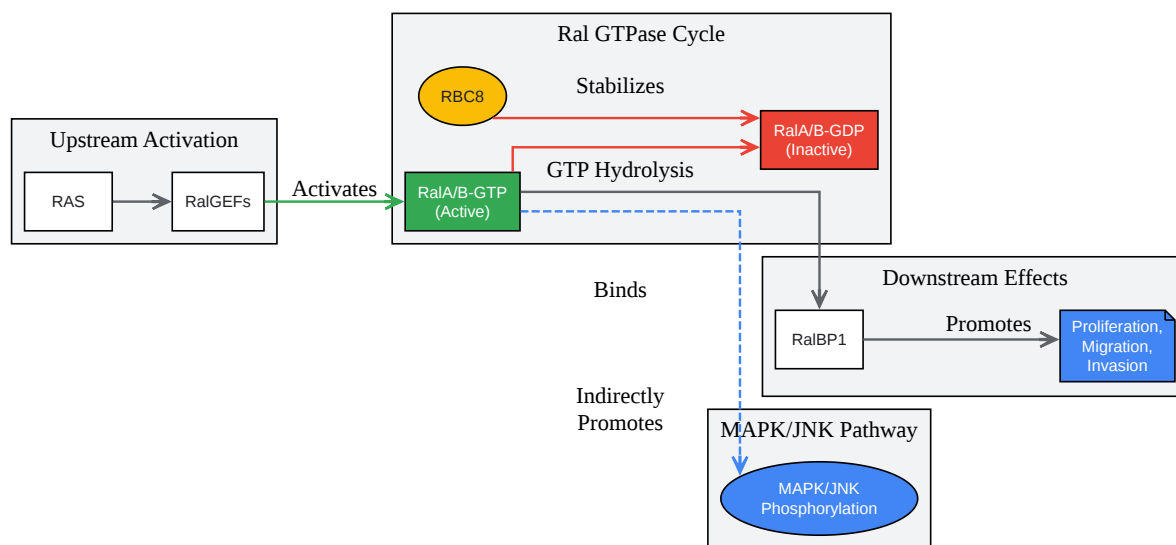 Ral GTPase Cycle
RBC8
Stabilizes
RalA/B-GDP
(Inactive)
Upstream Activation
RAS
RalGEFs
Activates
GTP Hydrolysis
RalA/B-GTP
(Active)
Binds
Downstream Effects
RalBP1
Promotes
Proliferation,
Migration,
Invasion
Indirectly
Promotes
MAPK/JNK Pathway
MAPK/JNK
Phosphorylation